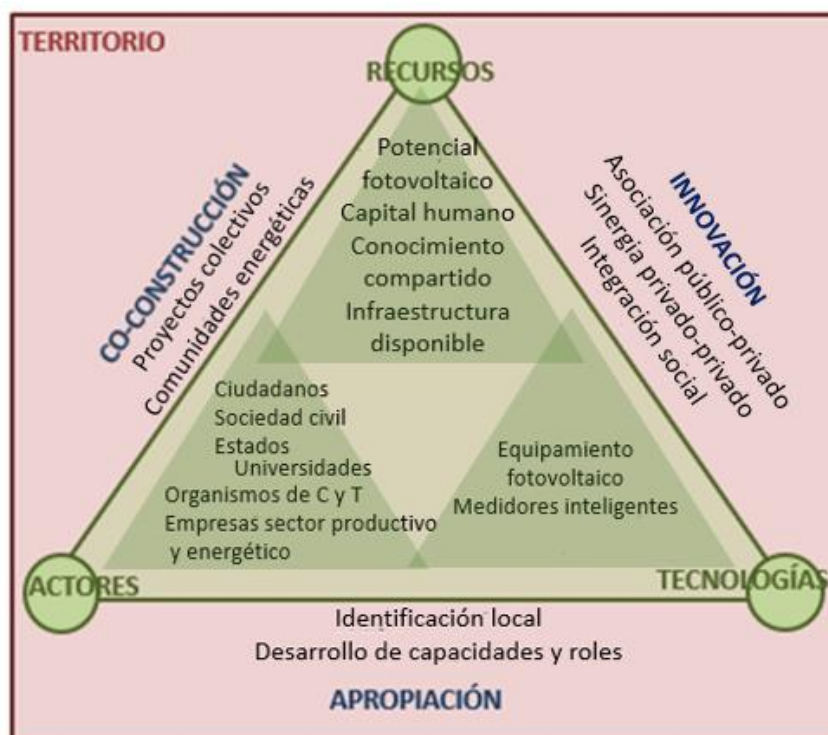 TERRITORIO
RECURSOS
Potencial
fotovoltaico
Capital humano
Conocimiento
compartido
Infraestructura
disponible
CO-CONSTRUCCIÓN
Proyectos colectivos
Comunidades energéticas
INNOVACIÓN
Asociación público-privado
Sinergia privado-privado
Integración social
Ciudadanos
Sociedad civil
Estados
Universidades
Organismos de C y T
Empresas sector productivo
y energético
Equipamiento
fotovoltaico
Medidores inteligentes
ACTORES
TECNOLOGÍAS
Identificación local
Desarrollo de capacidades y roles
APROPIACIÓN